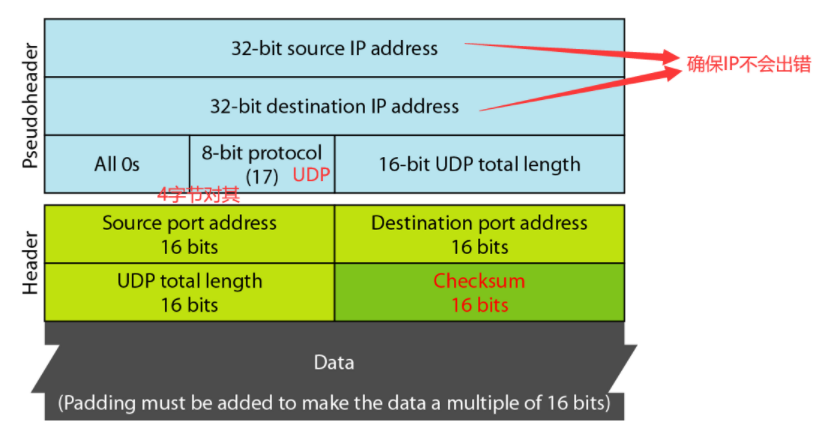 Pseudoheader
32-bit source IP address
确保IP不会出错
32-bit destination IP address
All 0s
8-bit protocol
(17)
UDP
16-bit UDP total length
4字节对其
Header
Source port address
16 bits
Destination port address
16 bits
UDP total length
16 bits
Checksum
16 bits
Data
(Padding must be added to make the data a multiple of 16 bits)